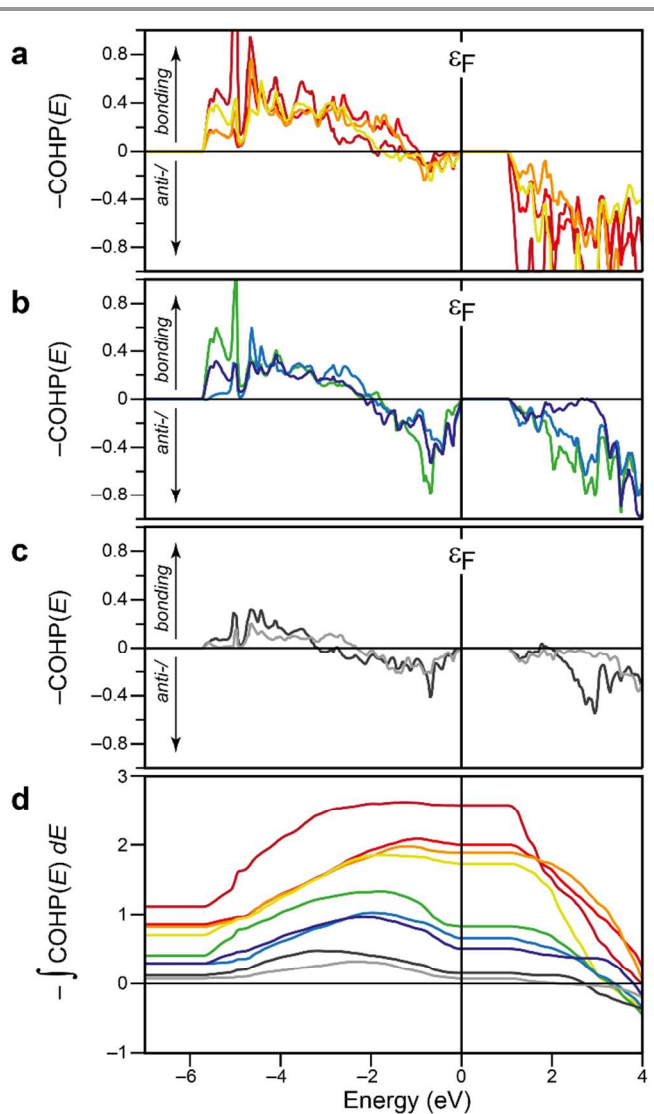 a
0.8
0.4
0
–0.4
–0.8
–COHP(E)
bonding
anti-/
εF
b
0.8
0.4
0
–0.4
–0.8
–COHP(E)
bonding
anti-/
εF
c
0.8
0.4
0
–0.4
–0.8
–COHP(E)
bonding
anti-/
εF
d
3
2
1
0
–1
– ∫ COHP(E) dE
–6
–4
–2
0
2
4
Energy (eV)